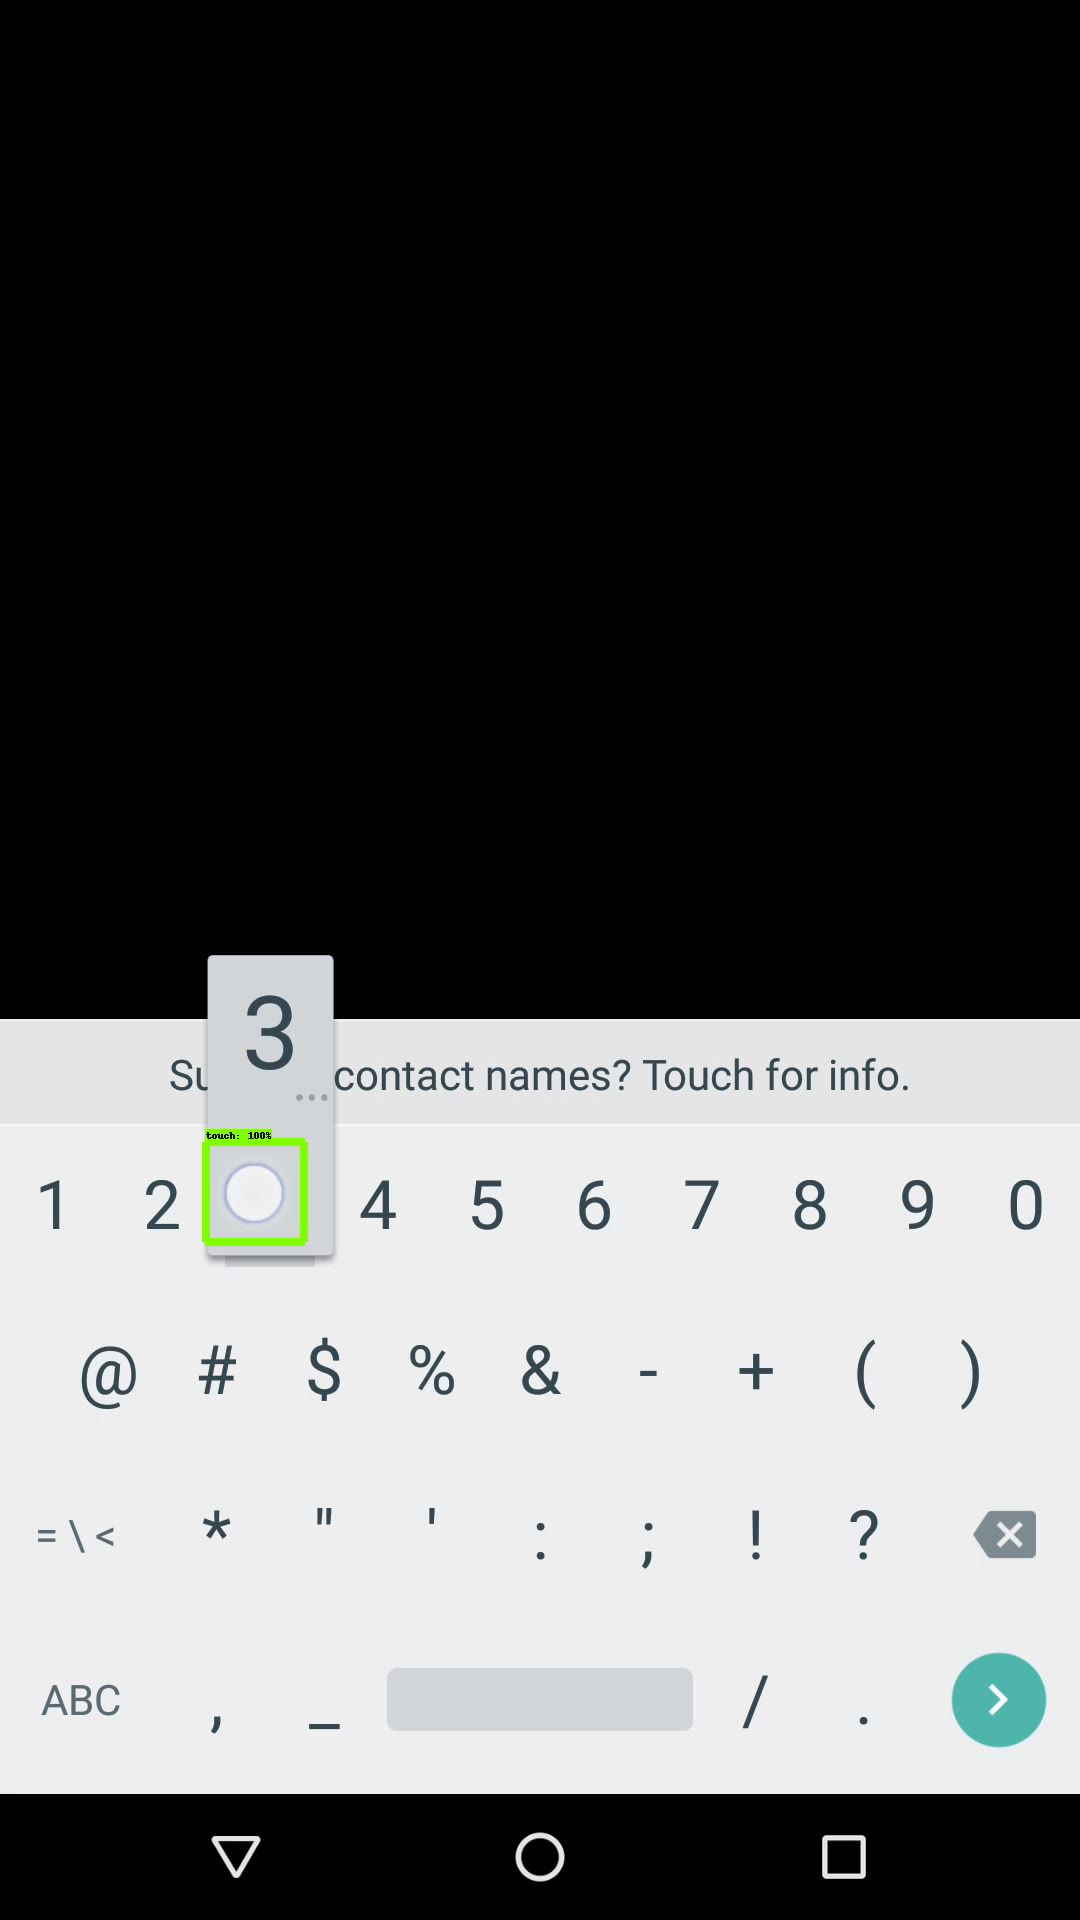 3
Su contact names? Touch for info.
...
touch: 100%
1 2 4 5 6 7 8 9 0
@ # $ % & - + ( )
= \ < * " ' : ; ! ?
ABC , _ / .